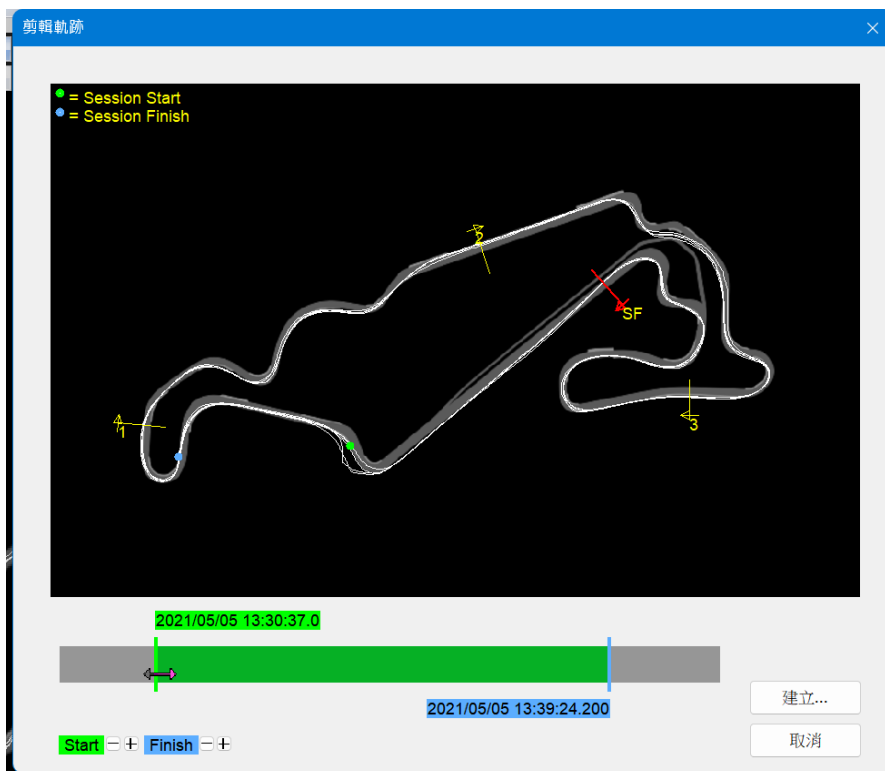 剪輯軌跡
= Session Start
= Session Finish
2
SF
1
3
2021/05/05 13:30:37.0
2021/05/05 13:39:24.200
建立...
Start Finish
取消